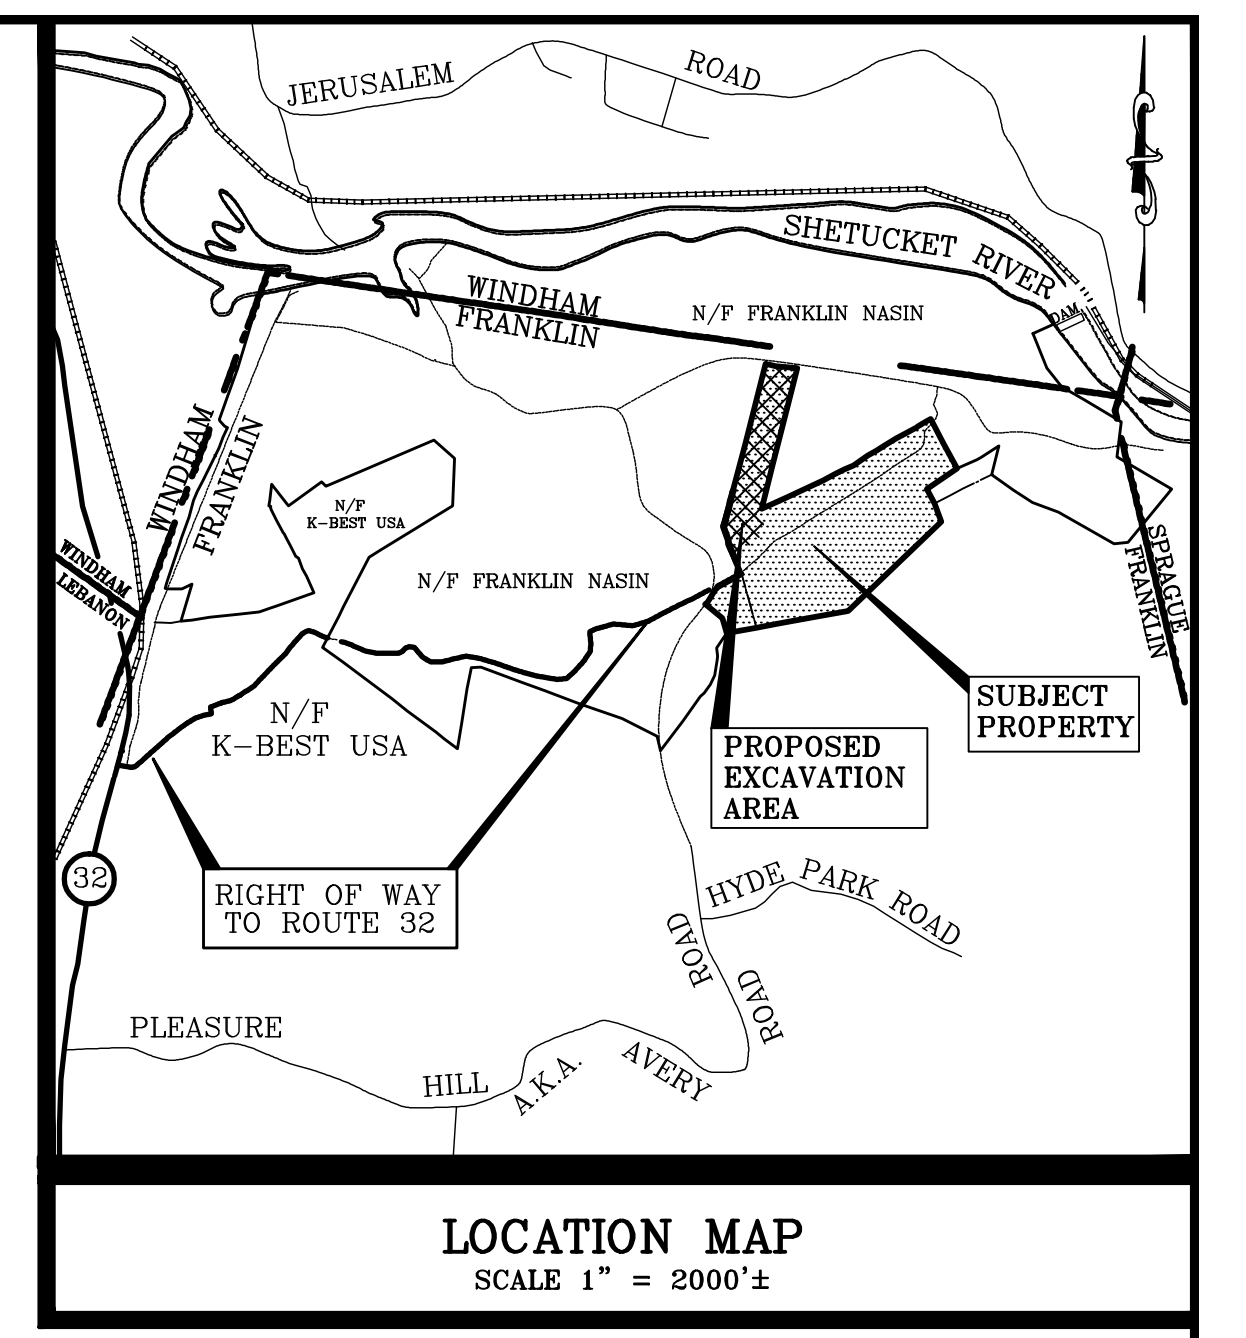 JERUSALEM ROAD
SHETUCKET RIVER
WINDHAM
FRANKLIN
N/F FRANKLIN NASIN
DAM
WINDHAM
FRANKLIN
N/F
K-BEST USA
WINDHAM
LEBANON
N/F FRANKLIN NASIN
SPRAGUE
FRANKLIN
SUBJECT
PROPERTY
N/F
K-BEST USA
PROPOSED
EXCAVATION
AREA
32
RIGHT OF WAY
TO ROUTE 32
HYDE PARK ROAD
ROAD
ROAD
PLEASURE HILL
A.K.A. AVERY
LOCATION MAP
SCALE 1" = 2000'±